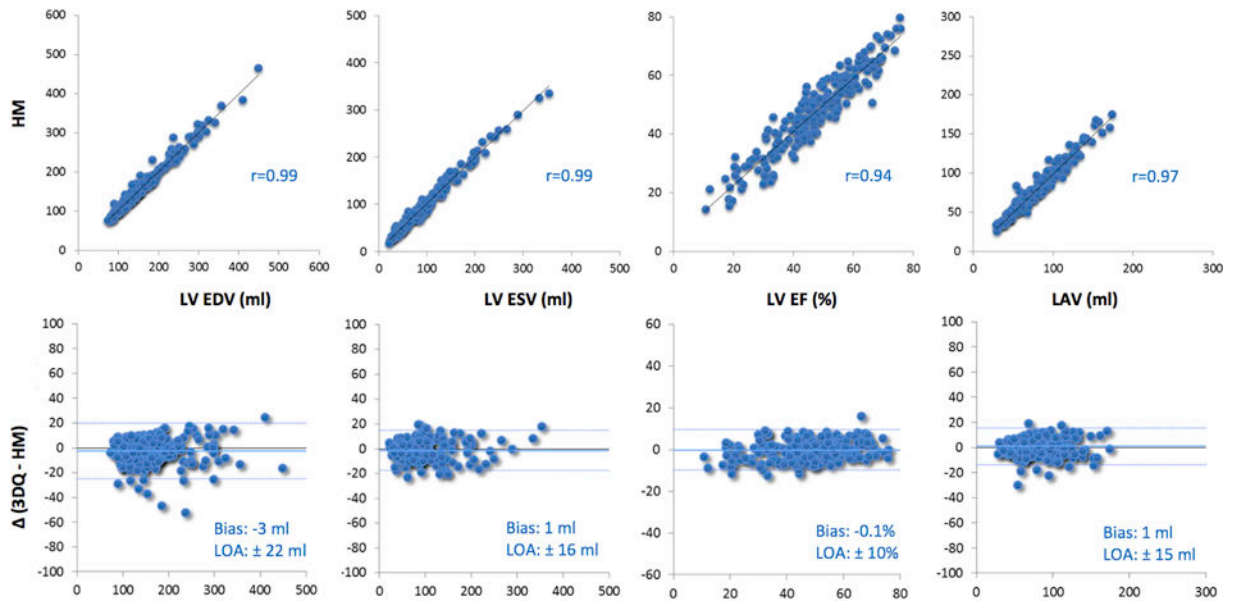 600
500
400
300
200
100
0
0 100 200 300 400 500 600
HM
r=0.99
LV EDV (ml)
500
400
300
200
100
0
0 100 200 300 400 500
r=0.99
LV ESV (ml)
80
60
40
20
0
0 20 40 60 80
r=0.94
LV EF (%)
300
250
200
150
100
50
0
0 100 200 300
r=0.97
LAV (ml)
100
80
60
40
20
0
-20
-40
-60
-80
-100
0 100 200 300 400 500
Δ (3DQ - HM)
Bias: -3 ml
LOA: ± 22 ml
100
80
60
40
20
0
-20
-40
-60
-80
-100
0 100 200 300 400 500
Bias: 1 ml
LOA: ± 16 ml
60
40
20
0
-20
-40
-60
0 20 40 60 80
Bias: -0.1%
LOA: ± 10%
100
80
60
40
20
0
-20
-40
-60
-80
-100
0 100 200 300
Bias: 1 ml
LOA: ± 15 ml